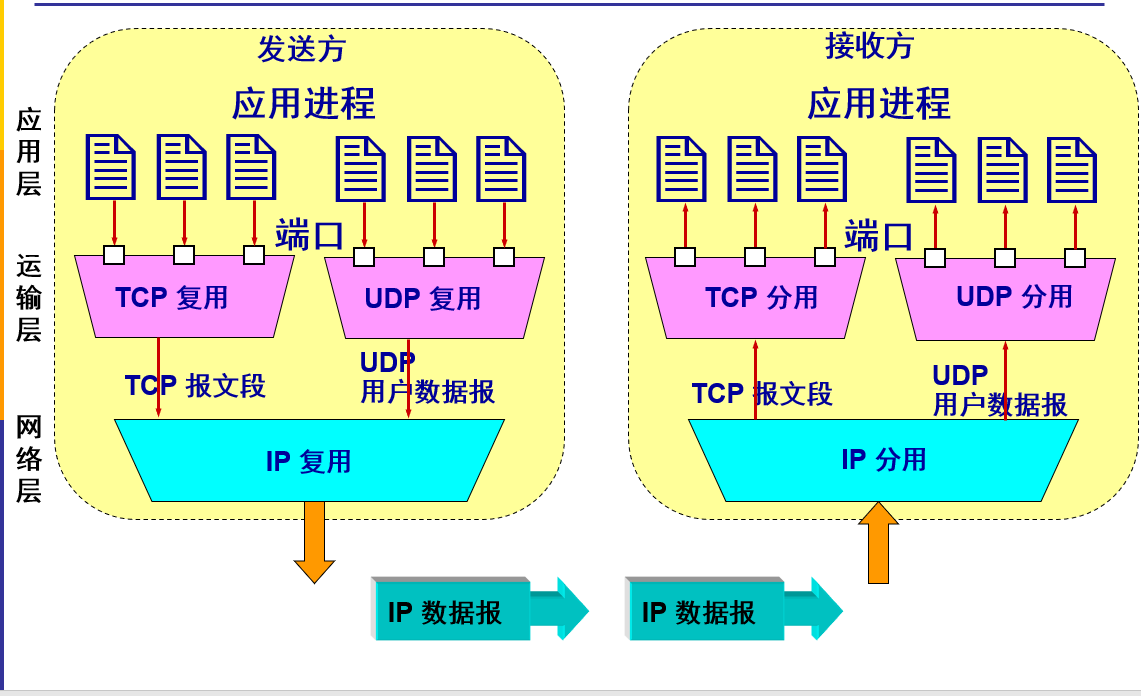 发送方
接收方
应用进程
应用进程
应用层
端口
端口
运输层
TCP 复用
UDP 复用
TCP 分用
UDP 分用
TCP 报文段
UDP
用户数据报
TCP 报文段
UDP
用户数据报
网络层
IP 复用
IP 分用
IP 数据报
IP 数据报